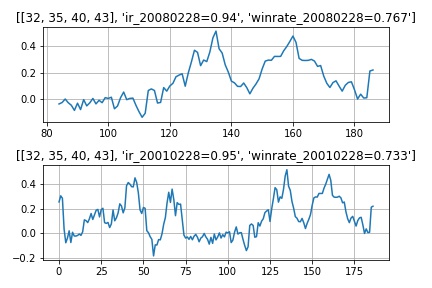 [[32, 35, 40, 43], 'ir_20080228=0.94', 'winrate_20080228=0.767']
0.4
0.2
0.0
80 100 120 140 160 180
[[32, 35, 40, 43], 'ir_20010228=0.95', 'winrate_20010228=0.733']
0.4
0.2
0.0
−0.2
0 25 50 75 100 125 150 175